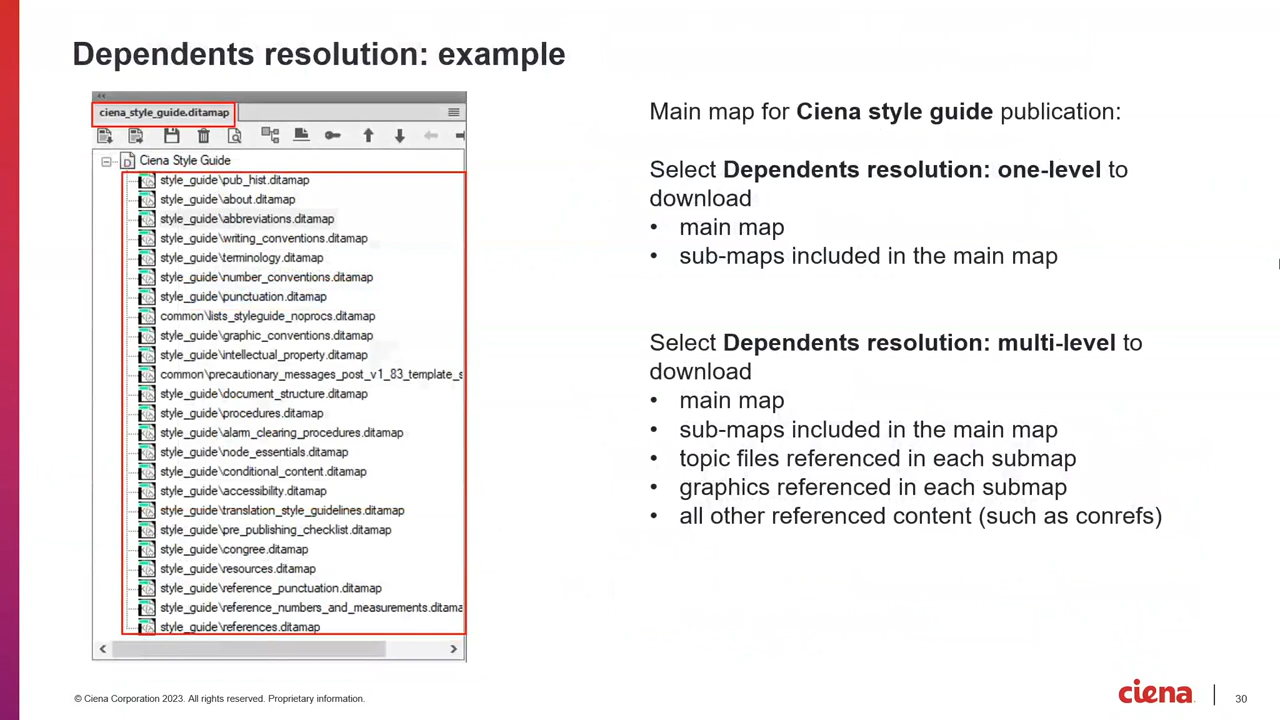 Dependents resolution: example
ciena_style_guide.ditamap
Ciena Style Guide
style_guide\pub_hist.ditamap
style_guide\about.ditamap
style_guide\abbreviations.ditamap
style_guide\writing_conventions.ditamap
style_guide\terminology.ditamap
style_guide\number_conventions.ditamap
style_guide\punctuation.ditamap
common\lists_styleguide_noprocs.ditamap
style_guide\graphic_conventions.ditamap
style_guide\intellectual_property.ditamap
common\precautionary_messages_post_v1_83_template_s
style_guide\document_structure.ditamap
style_guide\procedures.ditamap
style_guide\alarm_clearing_procedures.ditamap
style_guide\node_essentials.ditamap
style_guide\conditional_content.ditamap
style_guide\accessibility.ditamap
style_guide\translation_style_guidelines.ditamap
style_guide\pre_publishing_checklist.ditamap
style_guide\congree.ditamap
style_guide\resources.ditamap
style_guide\reference_punctuation.ditamap
style_guide\reference_numbers_and_measurements.ditama
style_guide\references.ditamap
Main map for Ciena style guide publication:
Select Dependents resolution: one-level to
download
• main map
• sub-maps included in the main map
Select Dependents resolution: multi-level to
download
• main map
• sub-maps included in the main map
• topic files referenced in each submap
• graphics referenced in each submap
• all other referenced content (such as conrefs)
© Ciena Corporation 2023. All rights reserved. Proprietary information.
ciena
30